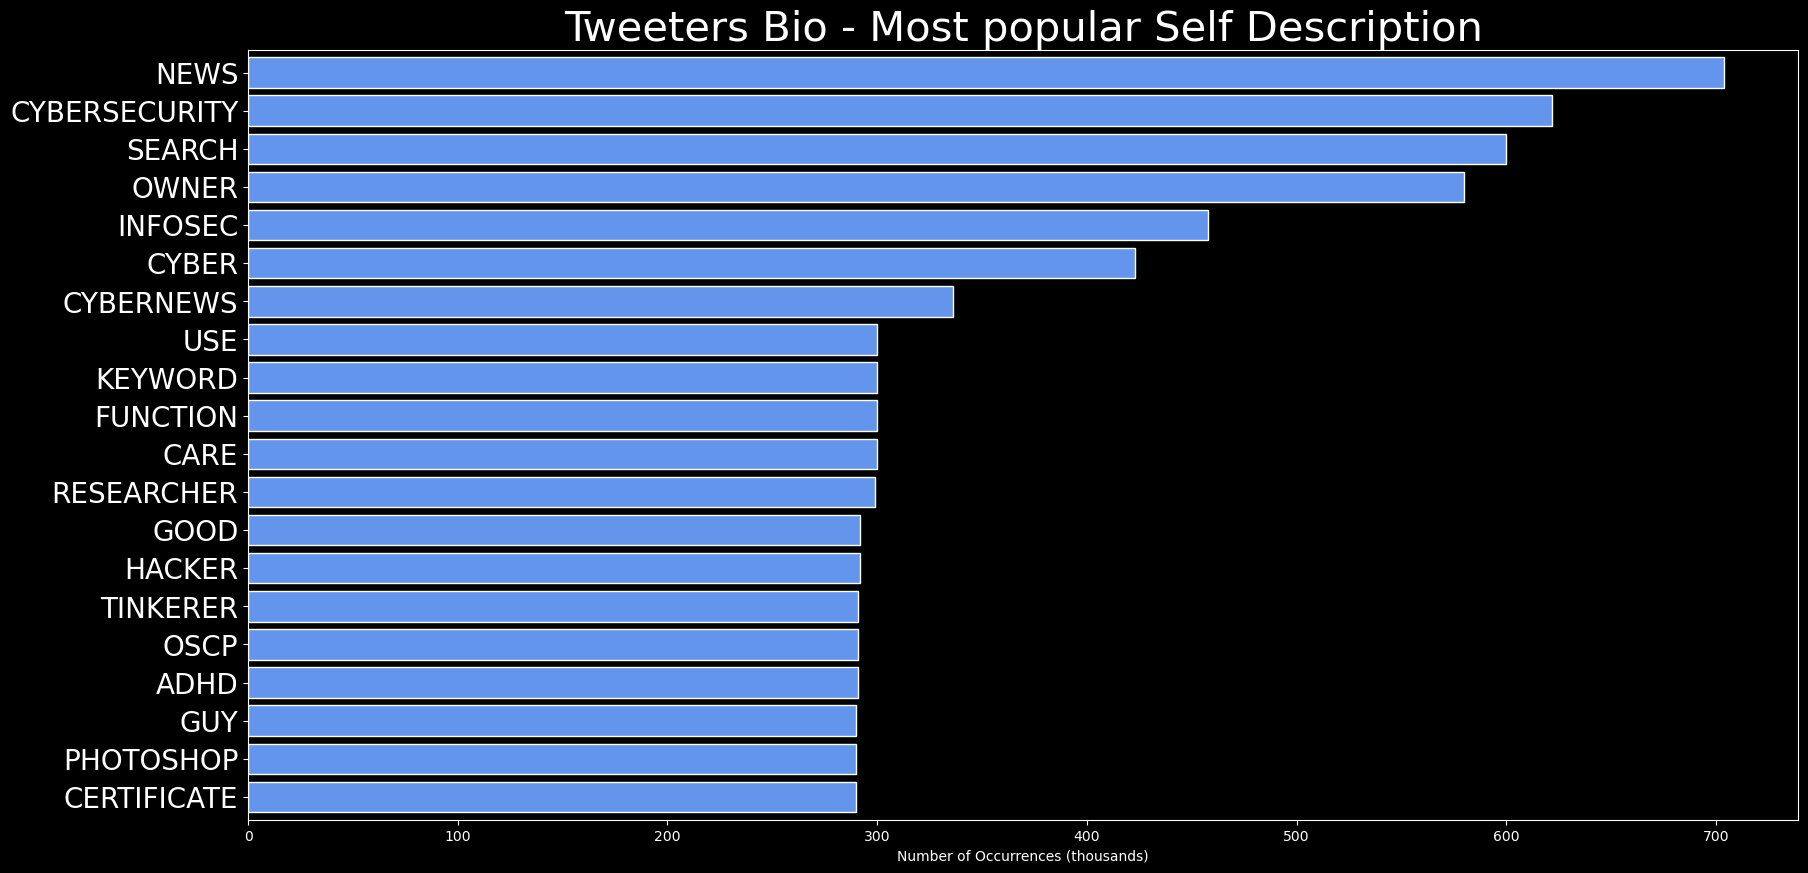 Tweeters Bio - Most popular Self Description
NEWS
CYBERSECURITY
SEARCH
OWNER
INFOSEC
CYBER
CYBERNEWS
USE
KEYWORD
FUNCTION
CARE
RESEARCHER
GOOD
HACKER
TINKERER
OSCP
ADHD
GUY
PHOTOSHOP
CERTIFICATE
0 100 200 300 400 500 600 700
Number of Occurrences (thousands)